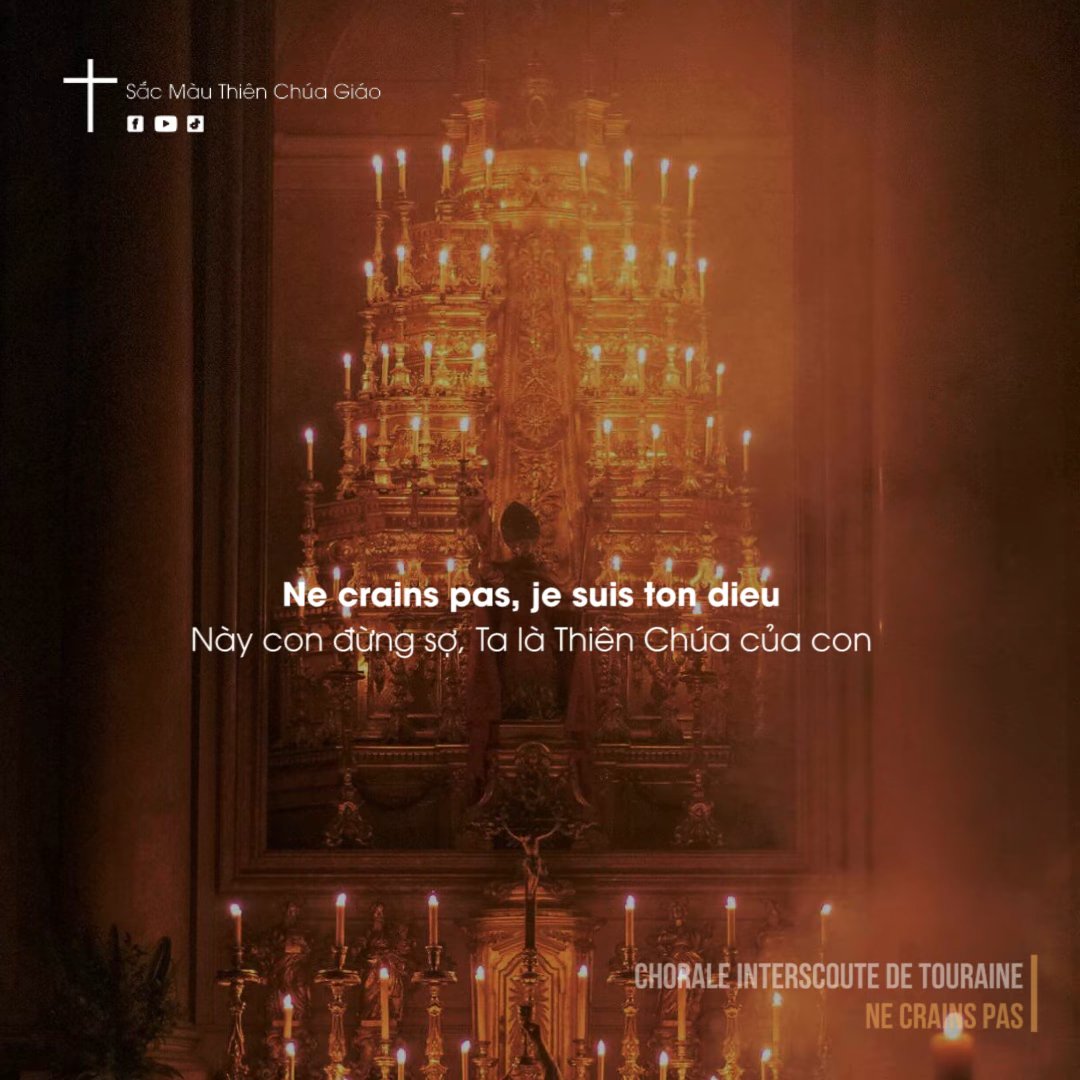 Sắc Màu Thiên Chúa Giáo
Ne crains pas, je suis ton dieu
Này con đừng sợ, Ta là Thiên Chúa của con
CHORALE INTERSCOUTE DE TOURAINE
NE CRAINS PAS